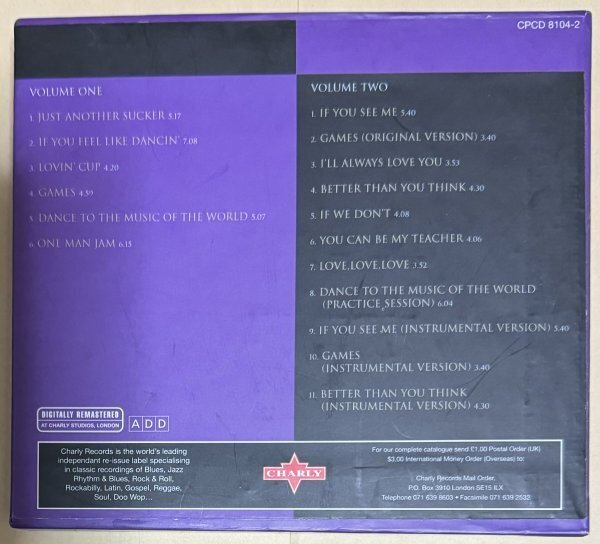 CPCD 8104-2
VOLUME ONE
1. JUST ANOTHER SUCKER 5.17
2. IF YOU FEEL LIKE DANCIN' 7.08
3. LOVIN' CUP 4.20
4. GAMES 4.59
5. DANCE TO THE MUSIC OF THE WORLD 5.07
6. ONE MAN JAM 6.15
VOLUME TWO
1. IF YOU SEE ME 5.40
2. GAMES (ORIGINAL VERSION) 3.40
3. I'LL ALWAYS LOVE YOU 3.53
4. BETTER THAN YOU THINK 4.30
5. IF WE DON'T 4.08
6. YOU CAN BE MY TEACHER 4.06
7. LOVE,LOVE,LOVE 3.52
8. DANCE TO THE MUSIC OF THE WORLD
(PRACTICE SESSION) 6.04
9. IF YOU SEE ME (INSTRUMENTAL VERSION) 5.40
10. GAMES
(INSTRUMENTAL VERSION) 3.40
11. BETTER THAN YOU THINK
(INSTRUMENTAL VERSION) 4.30
DIGITALLY REMASTERED
AT CHARLY STUDIOS, LONDON
A D D
Charly Records is the world's leading
independant re-issue label specialising
in classic recordings of Blues, Jazz
Rhythm & Blues, Rock & Roll,
Rockabilly, Latin, Gospel, Reggae,
Soul, Doo Wop...
CHARLY
For our complete catalogue send £1.00 Postal Order (UK)
$3.00 International Money Order (Overseas) to:
Charly Records Mail Order.
P.O. Box 3910 London SE15 1LX
Telephone 071 639 8603 • Facsimile 071 639 2532